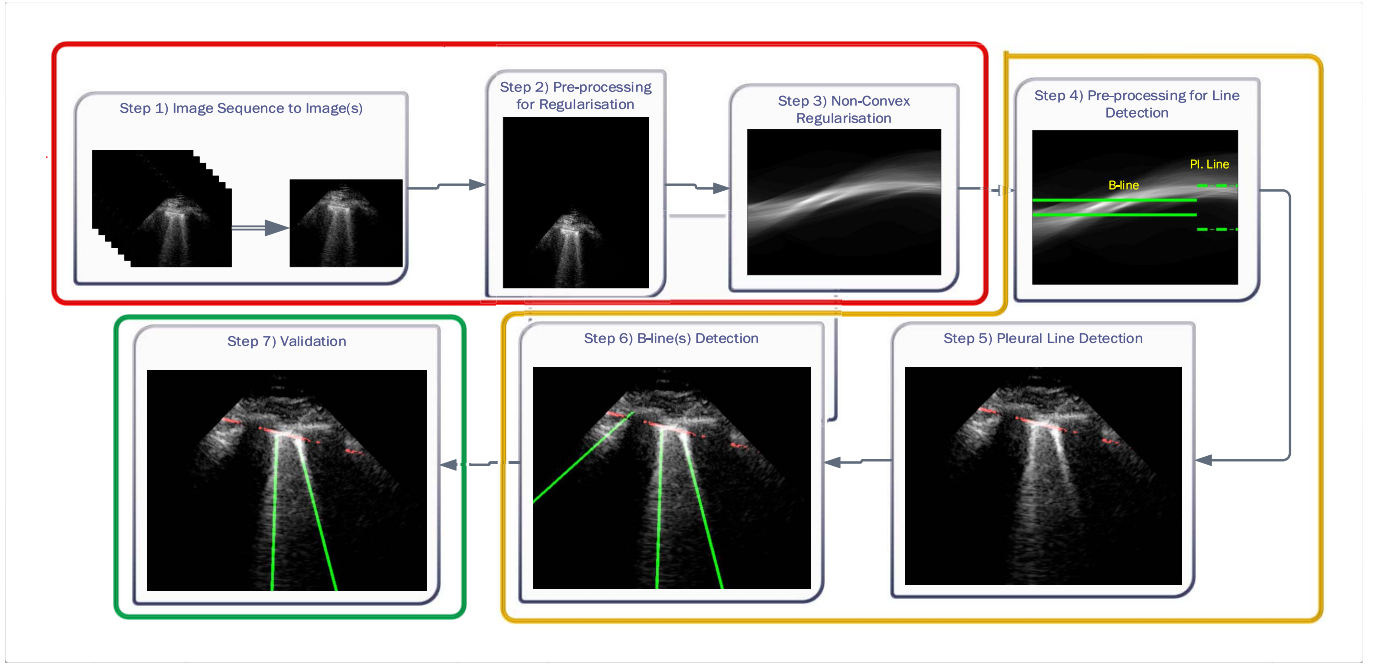 Step 1) Image Sequence to Image(s)
Step 2) Pre-processing
for Regularisation
Step 3) Non-Convex
Regularisation
Step 4) Pre-processing for Line
Detection
Pl. Line
B-line
Step 7) Validation
Step 6) B-line(s) Detection
Step 5) Pleural Line Detection